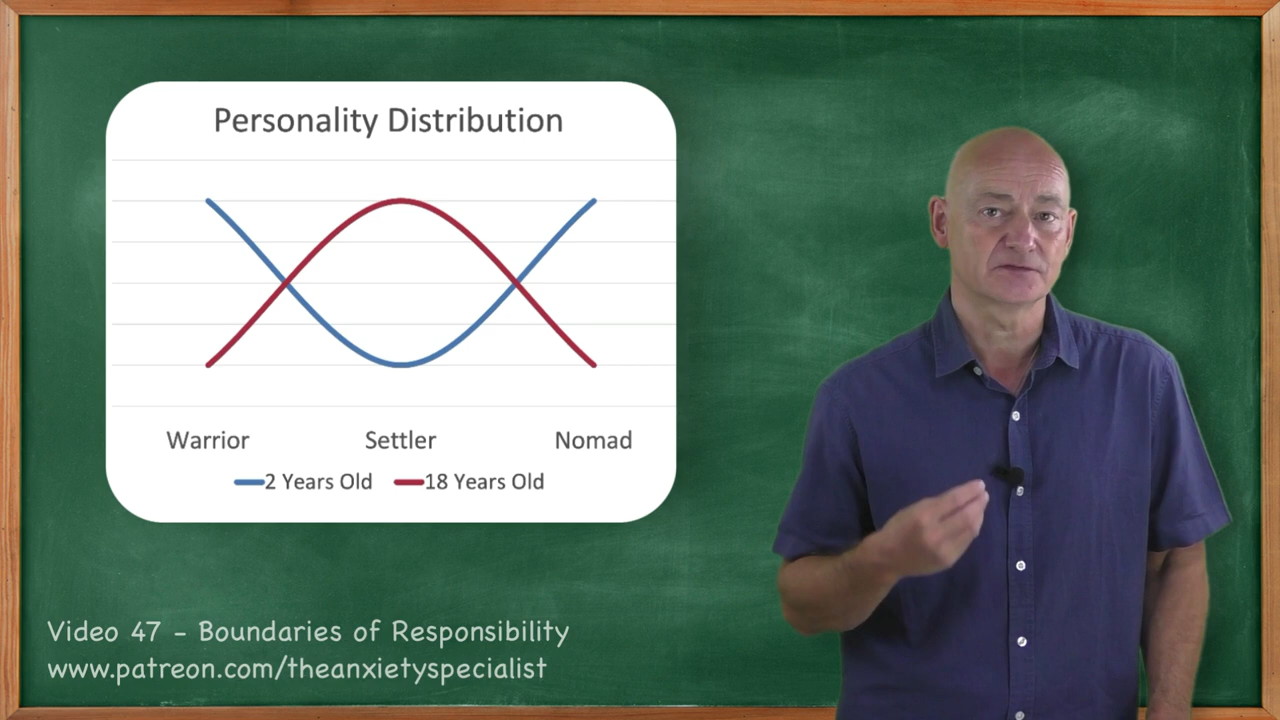 Personality Distribution
Warrior Settler Nomad
2 Years Old 18 Years Old
Video 47 - Boundaries of Responsibility
www.patreon.com/theanxietyspecialist